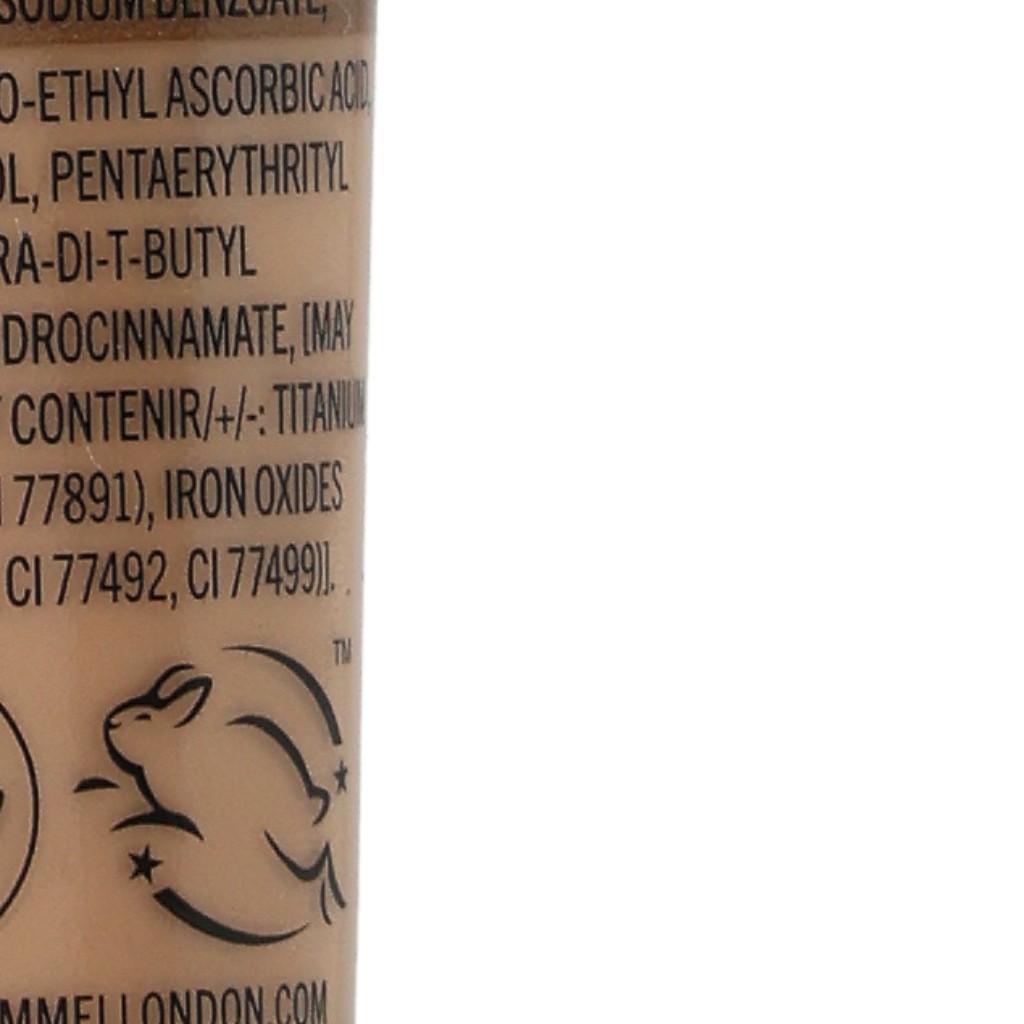 SODIUM BENZOATE,
O-ETHYL ASCORBIC ACID,
OL, PENTAERYTHRITYL
RA-DI-T-BUTYL
DROCINNAMATE, [MAY
CONTENIR/+/-: TITANIUM
77891), IRON OXIDES
CI 77492, CI 77499)].
TM
MMELLONDON.COM